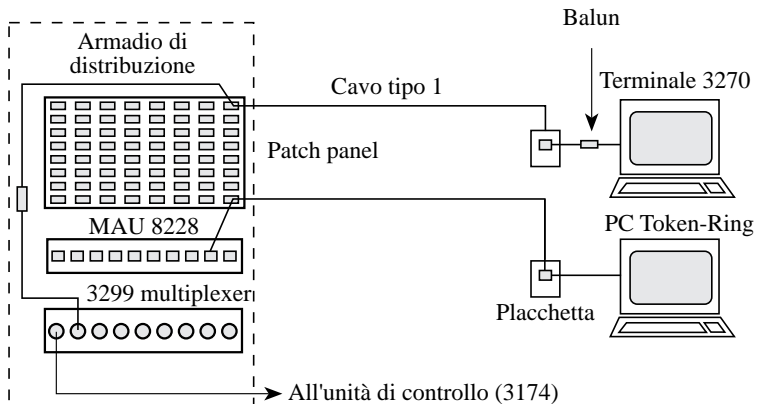 Balun
Armadio di
distribuzione
Cavo tipo 1
Terminale 3270
Patch panel
MAU 8228
PC Token-Ring
3299 multiplexer
Placchetta
All'unità di controllo (3174)